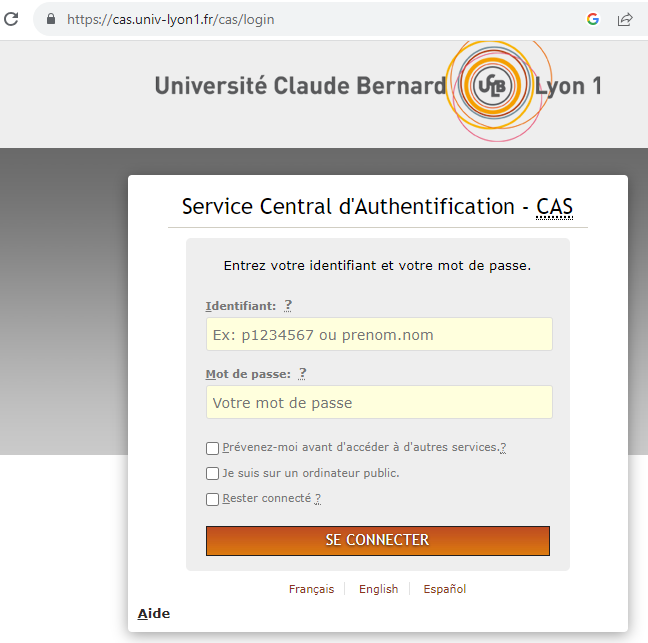 https://cas.univ-lyon1.fr/cas/login
Université Claude Bernard UCLB Lyon 1
Service Central d'Authentification - CAS
Entrez votre identifiant et votre mot de passe.
Identifiant: ?
Ex: p1234567 ou prenom.nom
Mot de passe: ?
Votre mot de passe
Prévenez-moi avant d'accéder à d'autres services.?
Je suis sur un ordinateur public.
Rester connecté ?
SE CONNECTER
Français English Español
Aide